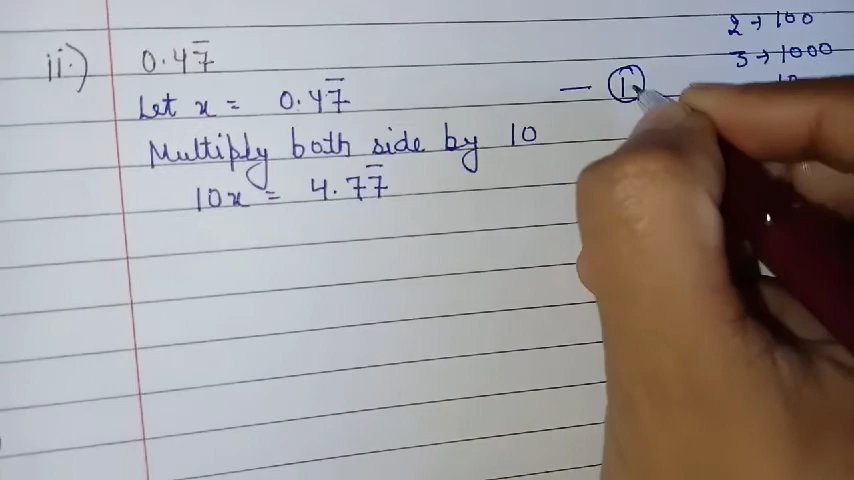 2 → 100
3 → 1000
10
ii.) 0.47̅
Let x = 0.47̅ — ①
Multiply both side by 10
10x = 4.77̅